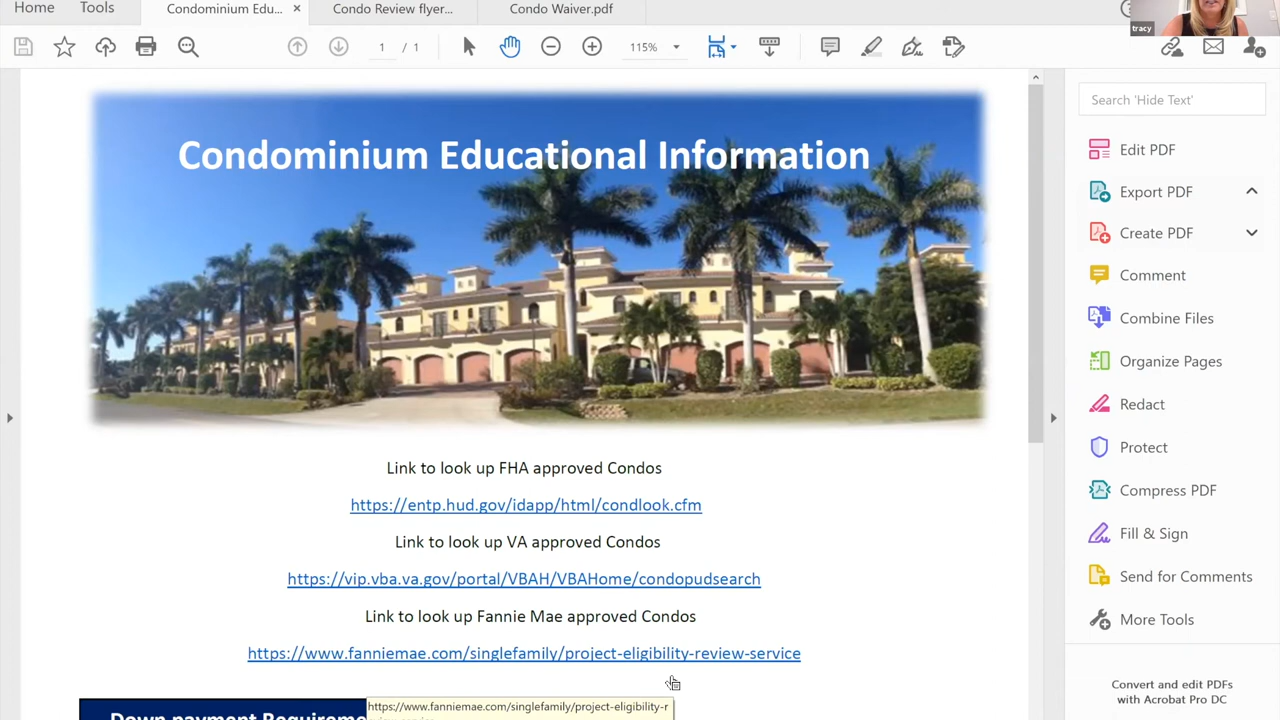 Home
Tools
Condominium Edu...
×
Condo Review flyer...
Condo Waiver.pdf
tracy
1 / 1
115%
Search 'Hide Text'
Condominium Educational Information
Edit PDF
Export PDF
Create PDF
Comment
Combine Files
Organize Pages
Redact
Protect
Compress PDF
Fill & Sign
Send for Comments
More Tools
Convert and edit PDFs
with Acrobat Pro DC
Link to look up FHA approved Condos
https://entp.hud.gov/idapp/html/condlook.cfm
Link to look up VA approved Condos
https://vip.vba.va.gov/portal/VBAH/VBAHome/condopudsearch
Link to look up Fannie Mae approved Condos
https://www.fanniemae.com/singlefamily/project-eligibility-review-service
https://www.fanniemae.com/singlefamily/project-eligibility-r
Down payment Requireme